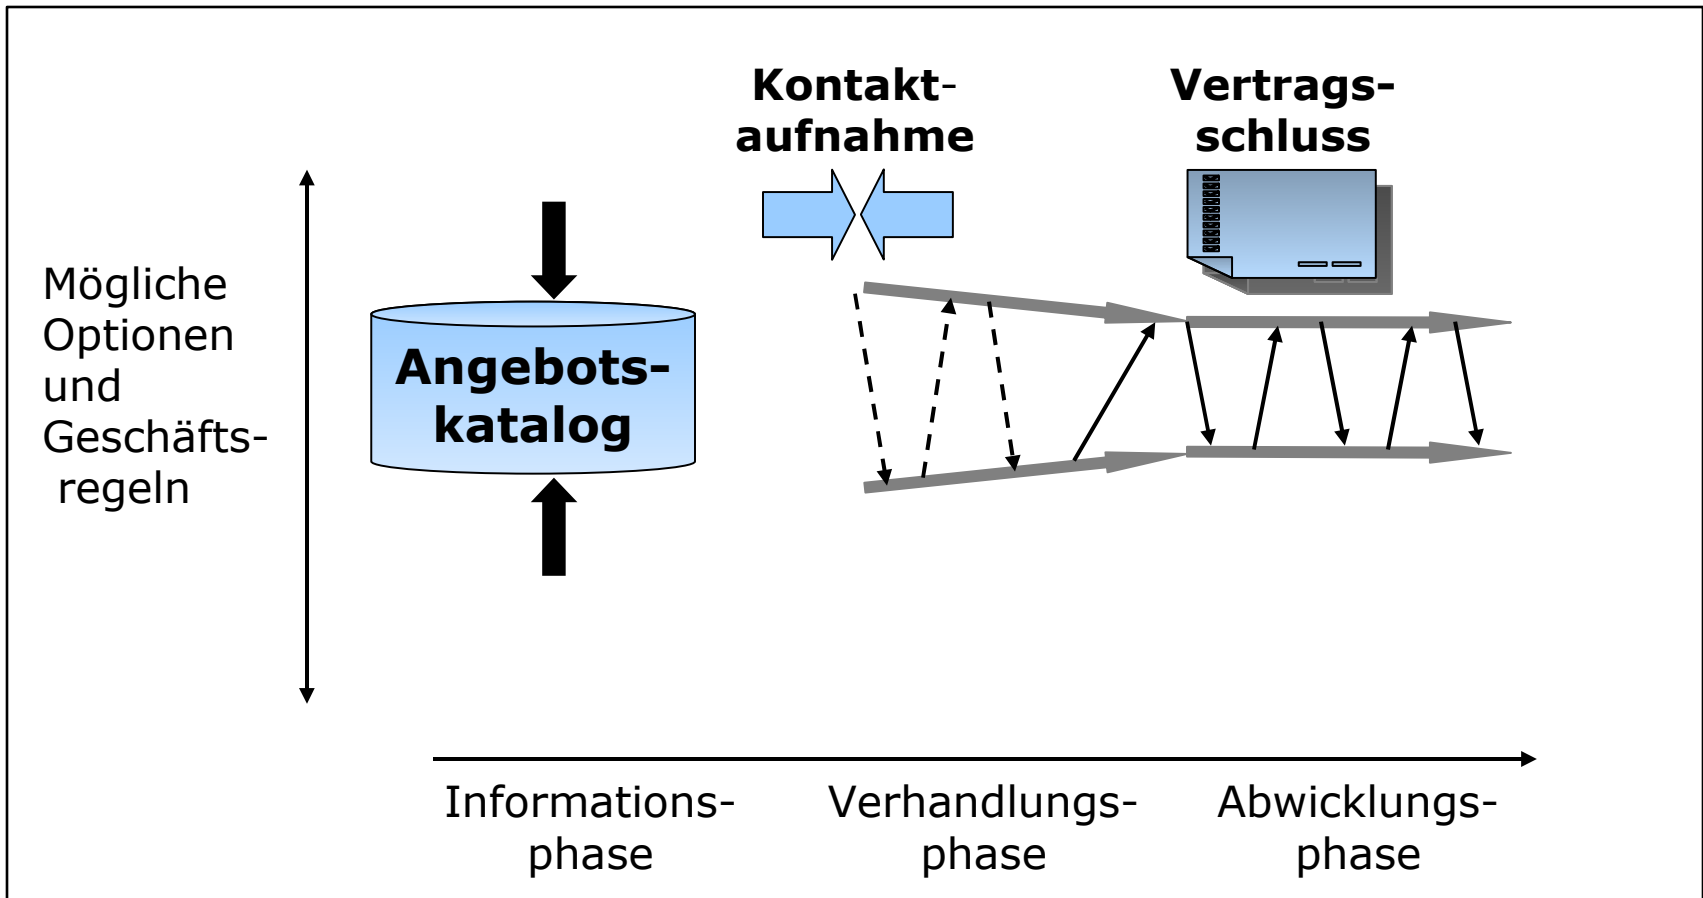 Kontakt-
aufnahme
Vertrags-
schluss
Mögliche
Optionen
und
Geschäfts-
regeln
Angebots-
katalog
Informations-
phase
Verhandlungs-
phase
Abwicklungs-
phase